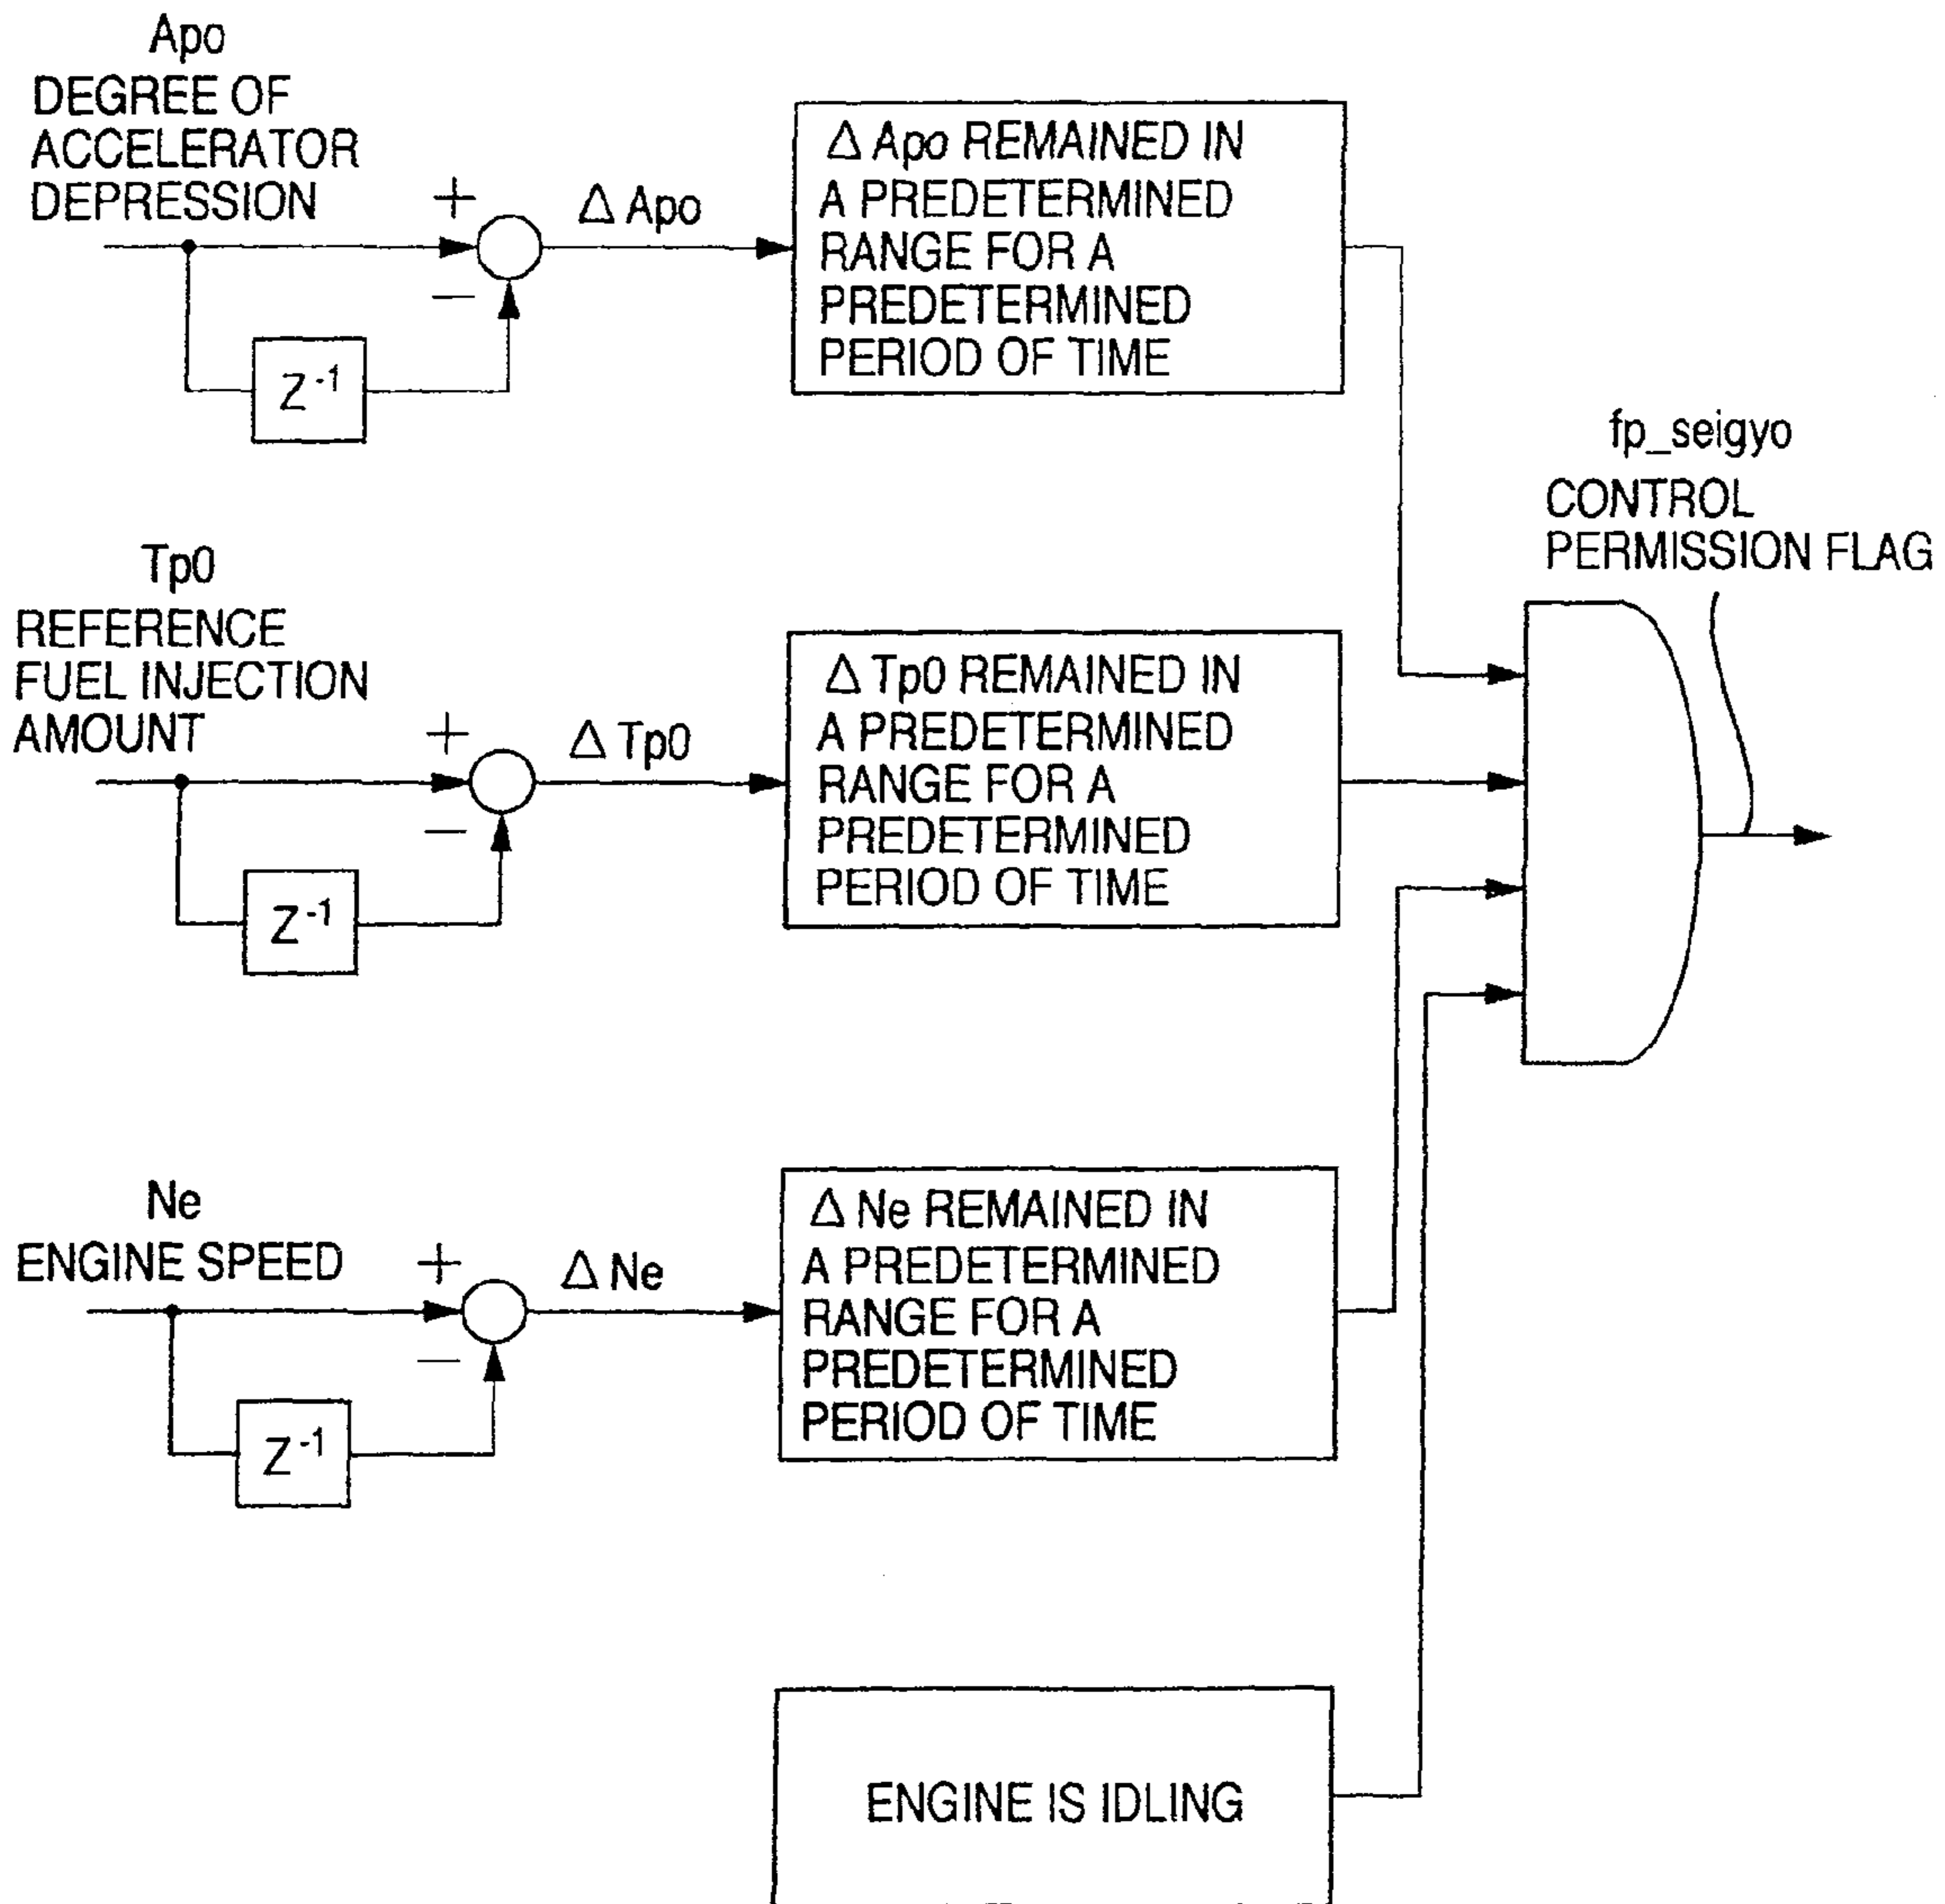 Apo
DEGREE OF
ACCELERATOR
DEPRESSION
+
−
Δ Apo
Z⁻¹
Δ Apo REMAINED IN
A PREDETERMINED
RANGE FOR A
PREDETERMINED
PERIOD OF TIME
fp_seigyo
CONTROL
PERMISSION FLAG
Tp0
REFERENCE
FUEL INJECTION
AMOUNT
+
−
Δ Tp0
Z⁻¹
Δ Tp0 REMAINED IN
A PREDETERMINED
RANGE FOR A
PREDETERMINED
PERIOD OF TIME
Ne
ENGINE SPEED
+
−
Δ Ne
Z⁻¹
Δ Ne REMAINED IN
A PREDETERMINED
RANGE FOR A
PREDETERMINED
PERIOD OF TIME
ENGINE IS IDLING